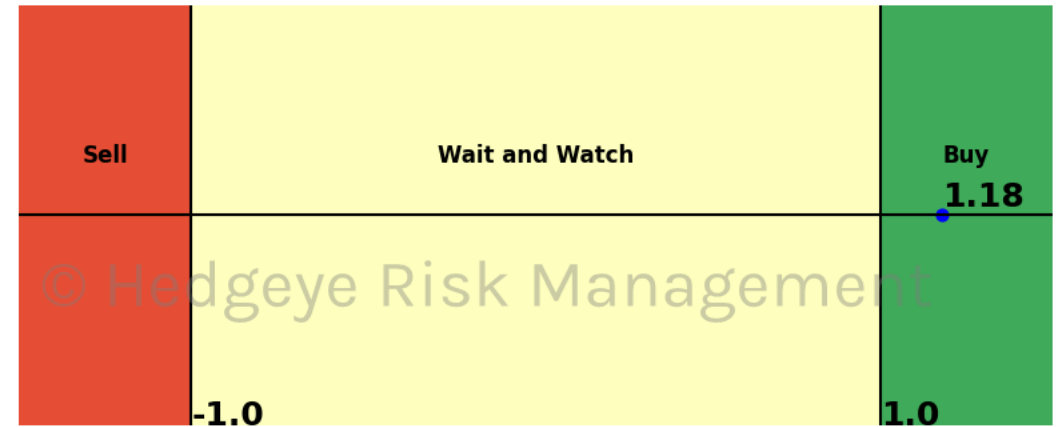 Sell
Wait and Watch
Buy
1.18
© Hedgeye Risk Management
-1.0
1.0